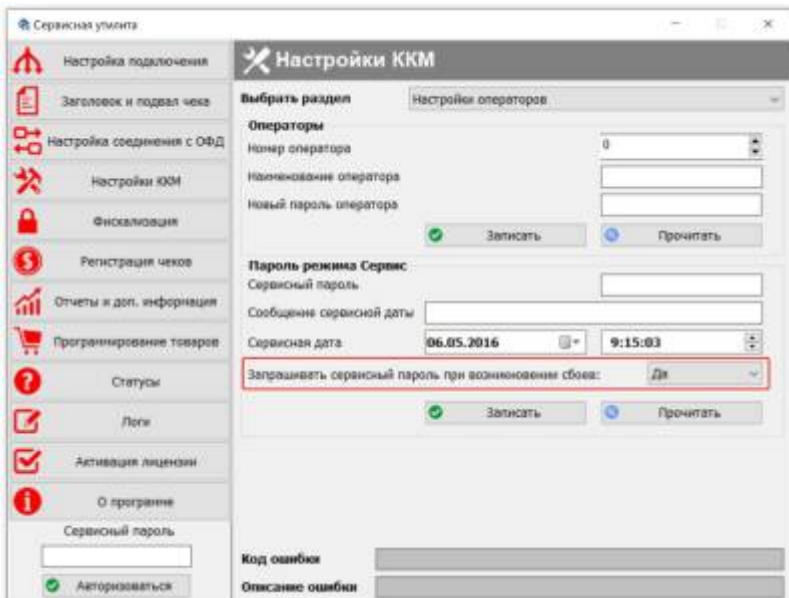 Сервисная утилита
Настройка подключения
Заголовок и подвал чека
Настройка соединения с ОФД
Настройки ККМ
Фискализация
Регистрация чеков
Отчеты и доп. информация
Программирование товаров
Статусы
Логи
Активация лицензии
О программе
Сервисный пароль
Авторизоваться
Настройки ККМ
Выбрать раздел Настройки операторов
Операторы
Номер оператора 0
Наименование оператора
Новый пароль оператора
Записать Прочитать
Пароль режима Сервис
Сервисный пароль
Сообщение сервисной даты
Сервисная дата 06.05.2016 9:15:03
Запрашивать сервисный пароль при возникновении сбоев: Да
Записать Прочитать
Код ошибки
Описание ошибки